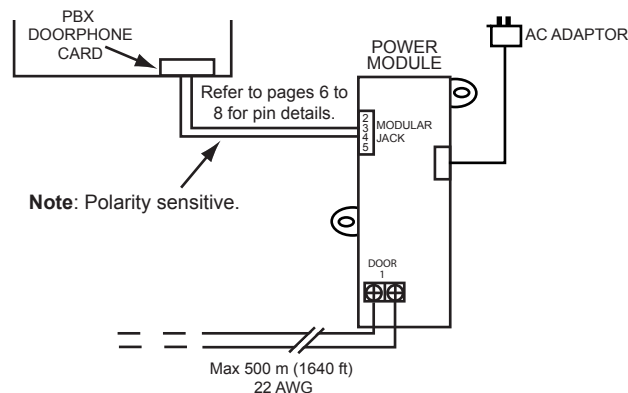 PBX
DOORPHONE
CARD
AC ADAPTOR
POWER
MODULE
Refer to pages 6 to
8 for pin details.
2
3
4
5
MODULAR
JACK
Note: Polarity sensitive.
DOOR
1
Max 500 m (1640 ft)
22 AWG